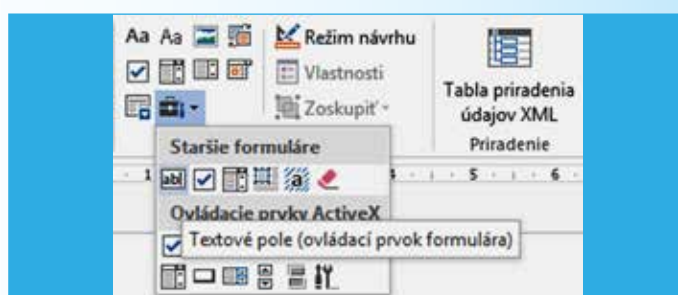 Aa Aa
Režim návrhu
Vlastnosti
Zoskupiť
Tabla priradenia
údajov XML
Priradenie
Staršie formuláre
1
abl
a
4
5
6
Ovládacie prvky ActiveX
Textové pole (ovládací prvok formulára)